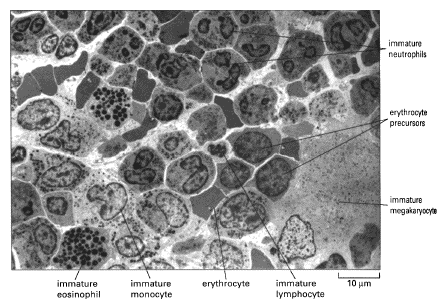 immature
neutrophils
erythrocyte
precursors
immature
megakaryocyte
immature
eosinophil
immature
monocyte
erythrocyte
immature
lymphocyte
10 μm